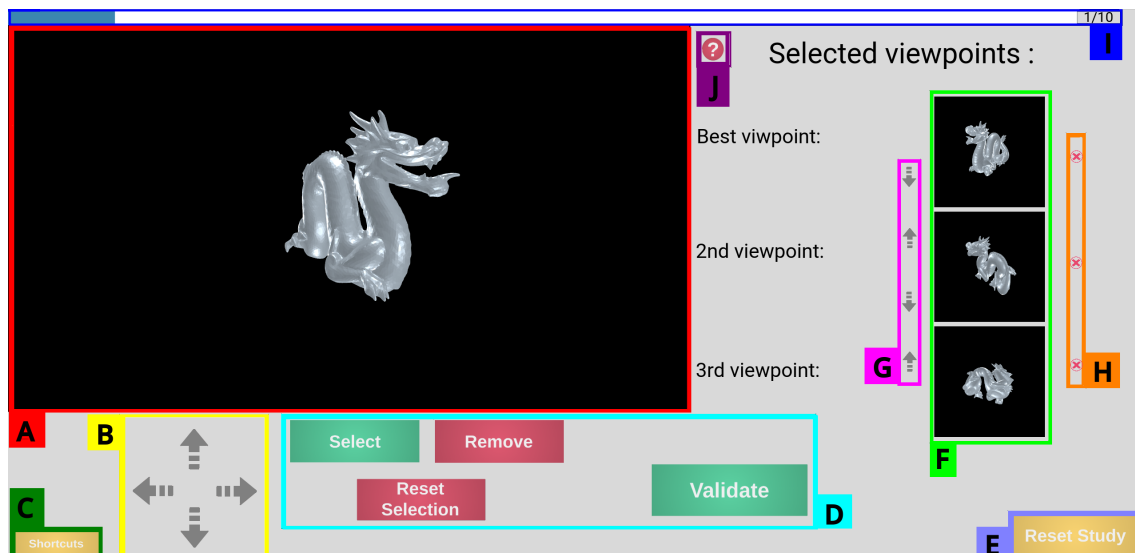 1/10
I
?
Selected viewpoints :
J
Best viwpoint:
2nd viewpoint:
G
3rd viewpoint:
H
A
B
F
Select
Remove
Reset
Selection
Validate
C
D
Shortcuts
E
Reset Study